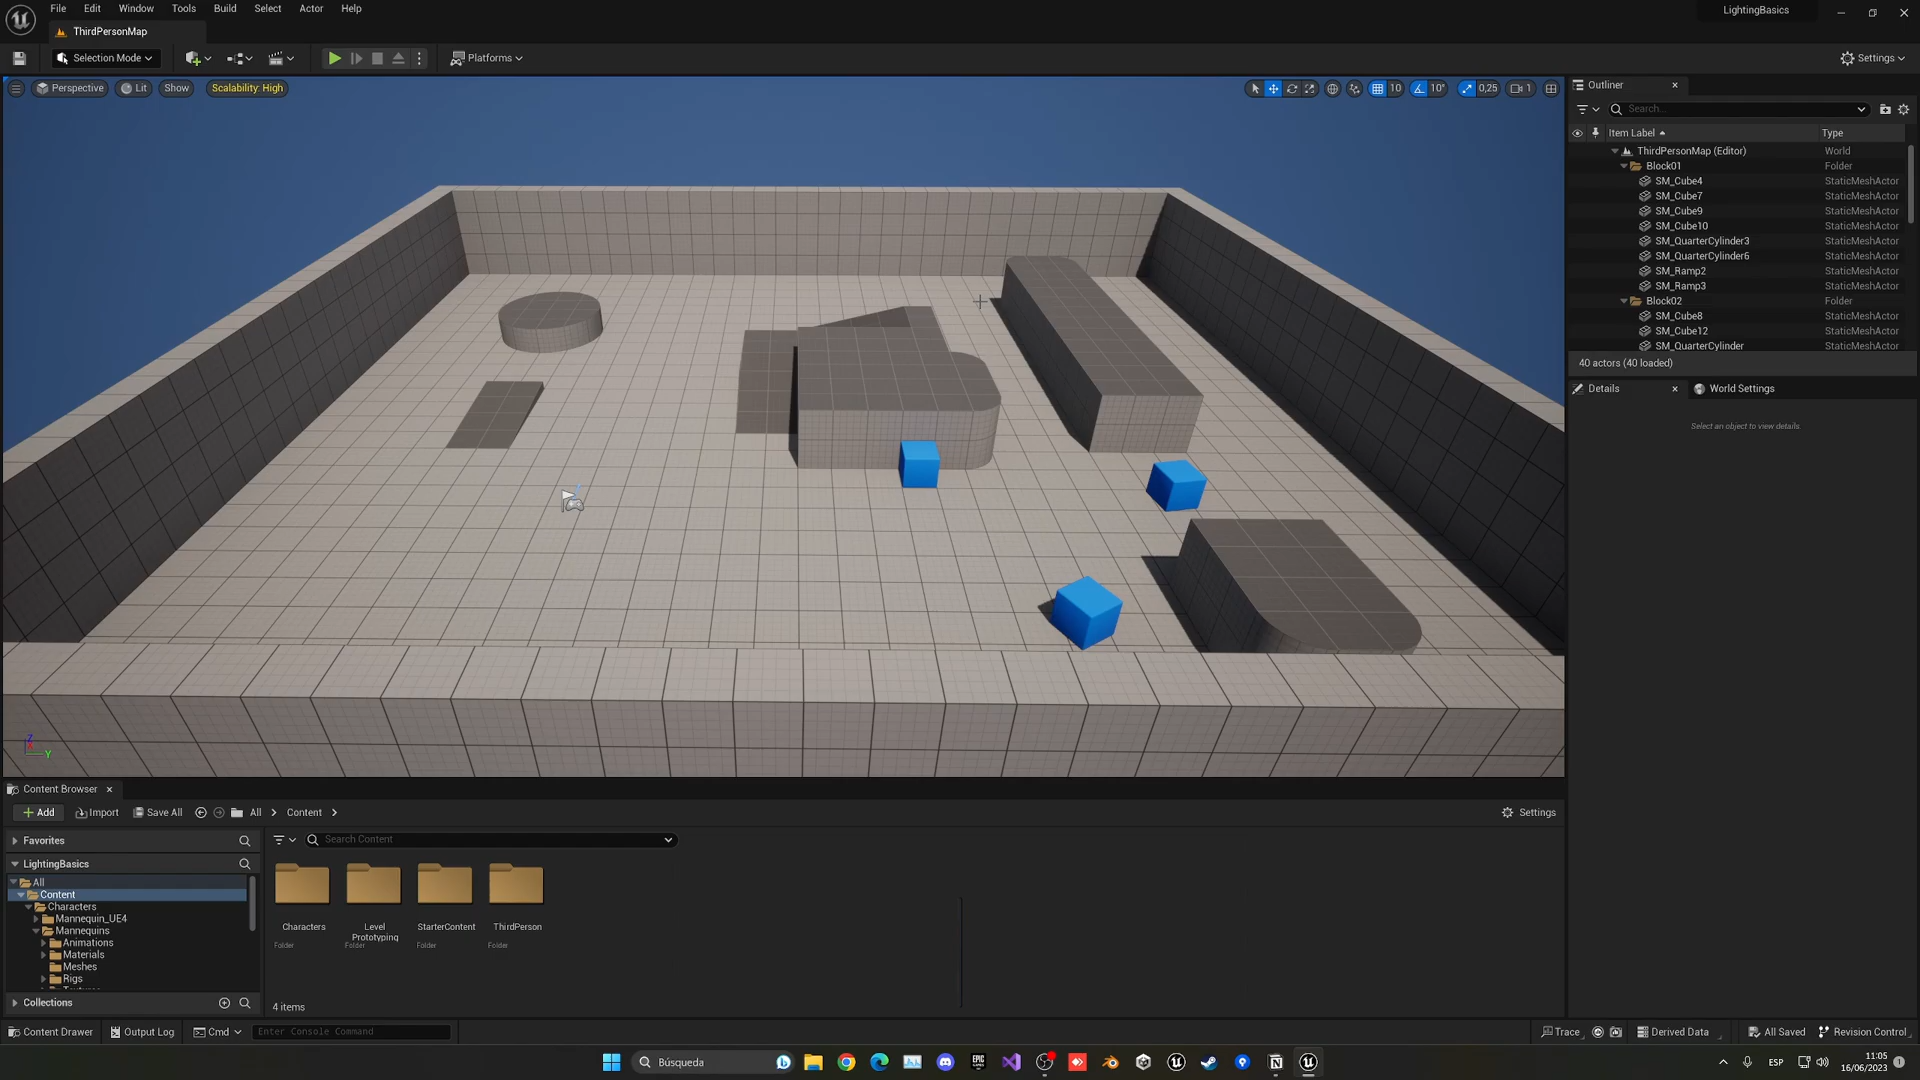 File Edit Window Tools Build Select Actor Help
LightingBasics
ThirdPersonMap
Selection Mode
Platforms
Settings
Perspective Lit Show Scalability: High
10 10° 0,25 1
Outliner
Search...
Item Label Type
ThirdPersonMap (Editor) World
Block01 Folder
SM_Cube4 StaticMeshActor
SM_Cube7 StaticMeshActor
SM_Cube9 StaticMeshActor
SM_Cube10 StaticMeshActor
SM_QuarterCylinder3 StaticMeshActor
SM_QuarterCylinder6 StaticMeshActor
SM_Ramp2 StaticMeshActor
SM_Ramp3 StaticMeshActor
Block02 Folder
SM_Cube8 StaticMeshActor
SM_Cube12 StaticMeshActor
SM_QuarterCylinder StaticMeshActor
40 actors (40 loaded)
Details World Settings
Select an object to view details.
Z
X
Y
Content Browser
Add Import Save All All Content Settings
Favorites
Search Content
LightingBasics
All
Content
Characters
Mannequin_UE4
Mannequins
Animations
Materials
Meshes
Rigs
Collections
Characters
Folder
Level
Prototyping
Folder
StarterContent
Folder
ThirdPerson
Folder
4 items
Content Drawer Output Log Cmd Enter Console Command
Trace Derived Data All Saved Revision Control
Búsqueda
EPIC GAMES
ESP
11:05
16/06/2023
1